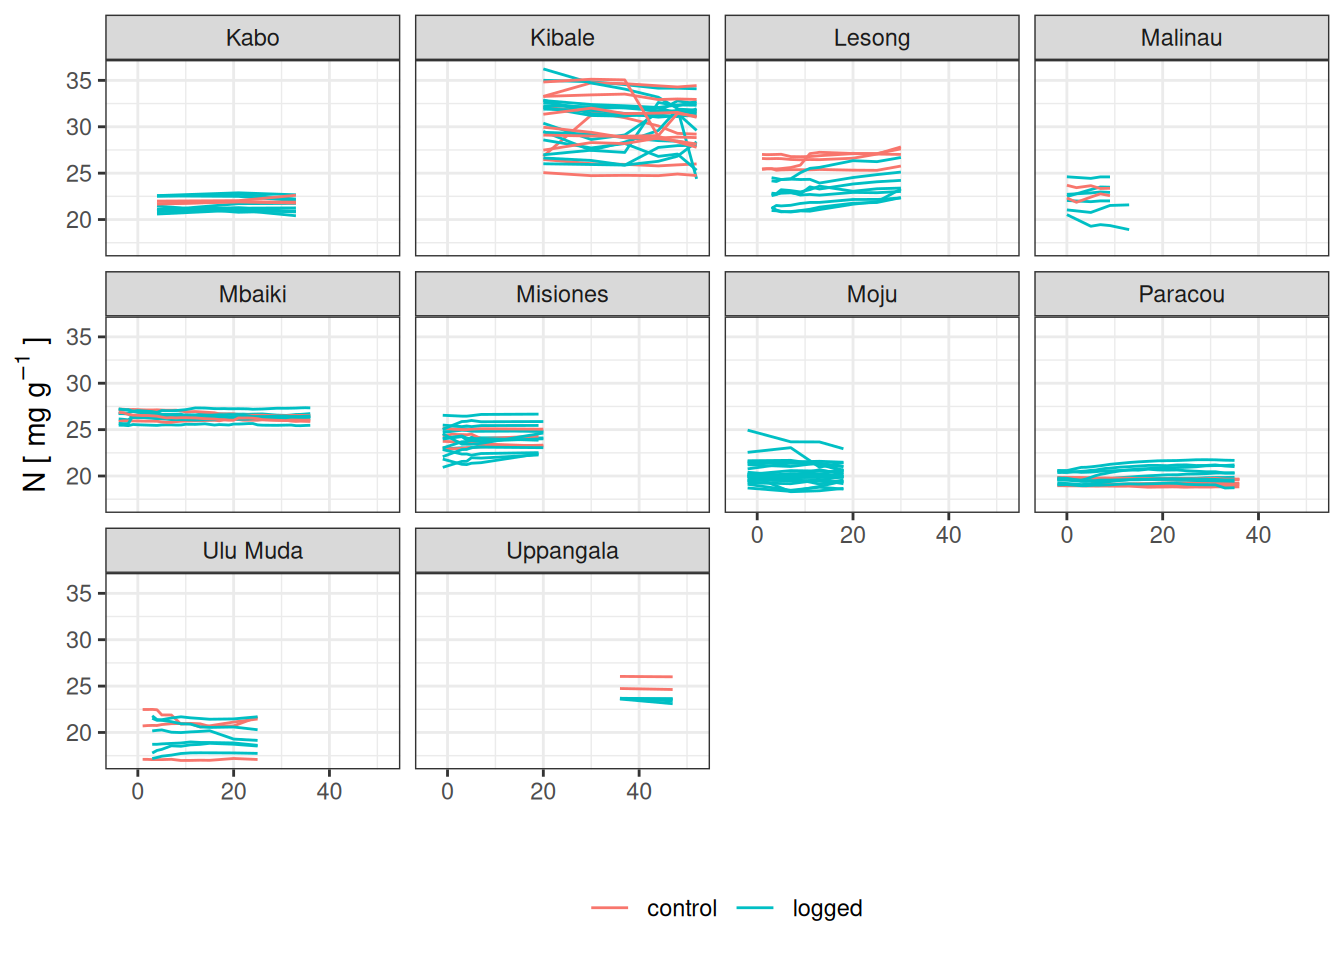 Kabo Kibale Lesong Malinau
35
30
25
20
Mbaiki Misiones Moju Paracou
35
30
25
20
0 20 40 0 20 40
Ulu Muda Uppangala
35
30
25
20
0 20 40 0 20 40
N [ mg g⁻¹ ]
control logged